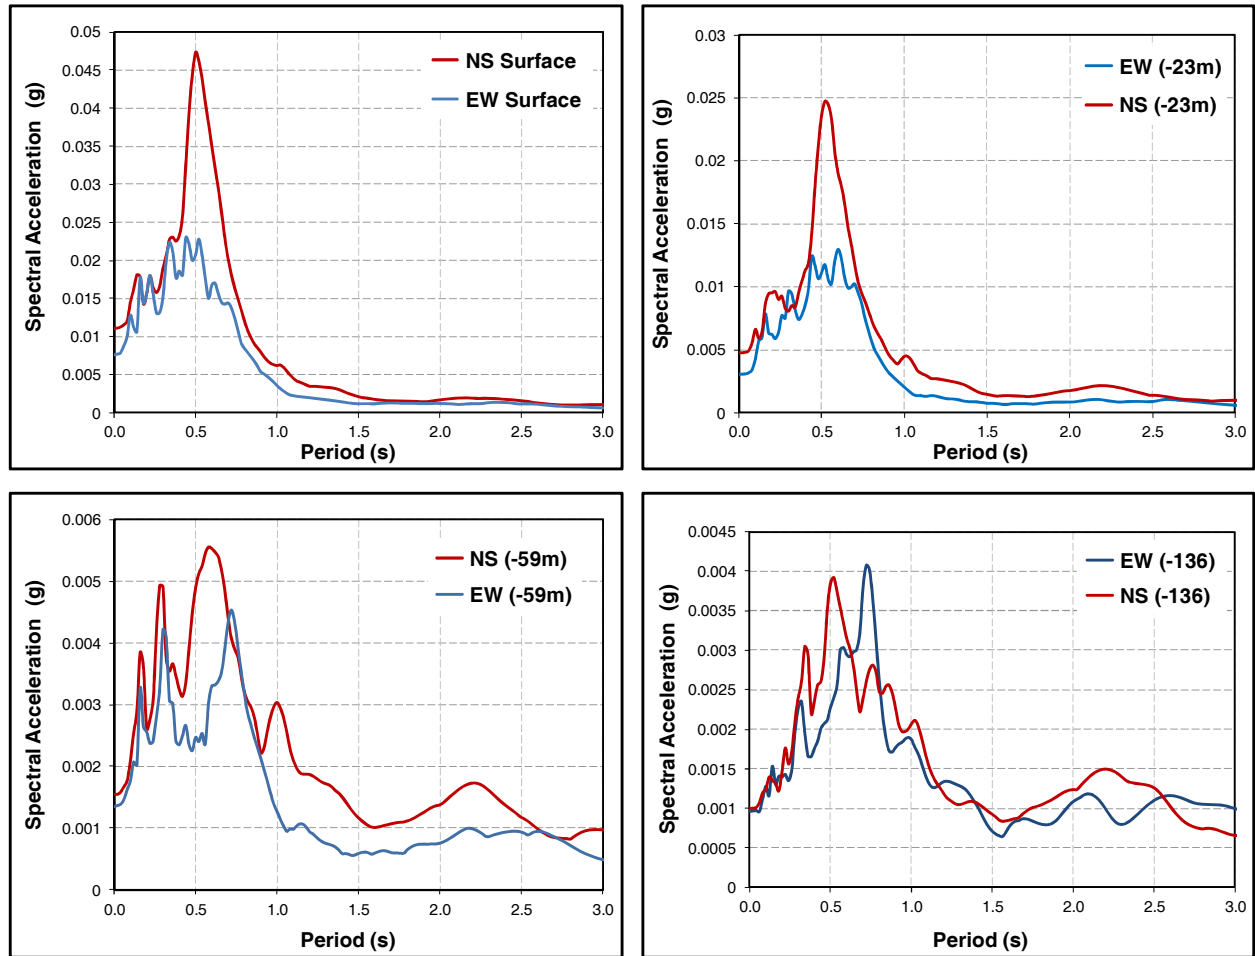 0.05
0.045
0.04
0.035
0.03
0.025
0.02
0.015
0.01
0.005
0
Spectral Acceleration (g)
NS Surface
EW Surface
0.0 0.5 1.0 1.5 2.0 2.5 3.0
Period (s)
0.03
0.025
0.02
0.015
0.01
0.005
0
Spectral Acceleration (g)
EW (-23m)
NS (-23m)
0.0 0.5 1.0 1.5 2.0 2.5 3.0
Period (s)
0.006
0.005
0.004
0.003
0.002
0.001
0
Spectral Acceleration (g)
NS (-59m)
EW (-59m)
0.0 0.5 1.0 1.5 2.0 2.5 3.0
Period (s)
0.0045
0.004
0.0035
0.003
0.0025
0.002
0.0015
0.001
0.0005
0
Spectral Acceleration (g)
EW (-136)
NS (-136)
0.0 0.5 1.0 1.5 2.0 2.5 3.0
Period (s)